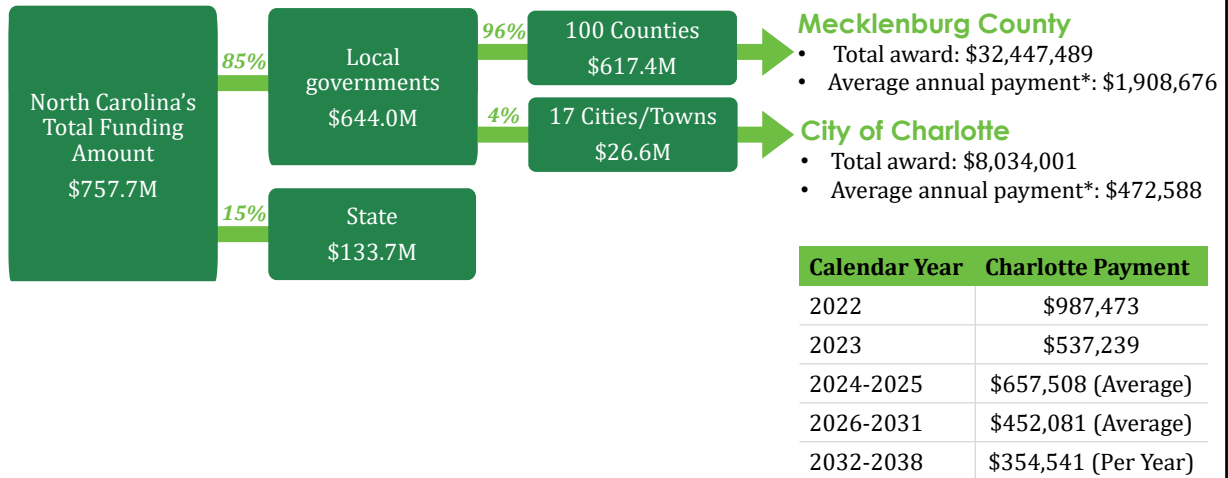 North Carolina's
Total Funding
Amount
$757.7M
85%
Local
governments
$644.0M
15%
State
$133.7M
96%
100 Counties
$617.4M
4%
17 Cities/Towns
$26.6M
Mecklenburg County
• Total award: $32,447,489
• Average annual payment*: $1,908,676
City of Charlotte
• Total award: $8,034,001
• Average annual payment*: $472,588
Calendar Year Charlotte Payment
2022 $987,473
2023 $537,239
2024-2025 $657,508 (Average)
2026-2031 $452,081 (Average)
2032-2038 $354,541 (Per Year)